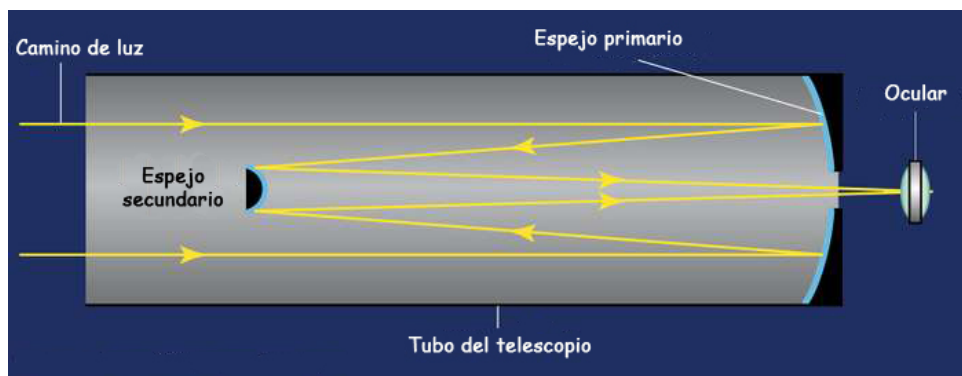 Camino de luz
Espejo primario
Ocular
Espejo
secundario
Tubo del telescopio